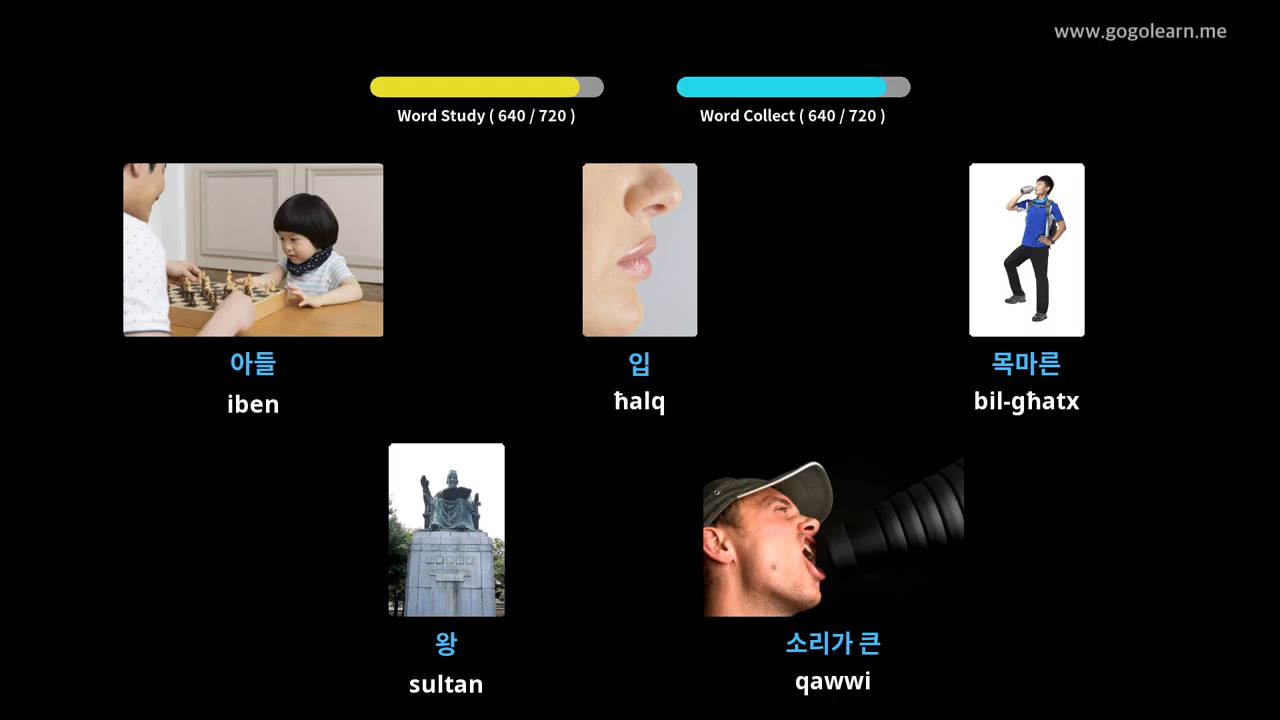 www.gogolearn.me
Word Study ( 640 / 720 )
Word Collect ( 640 / 720 )
아들
iben
입
ħalq
목마른
bil-għatx
왕
sultan
소리가 큰
qawwi